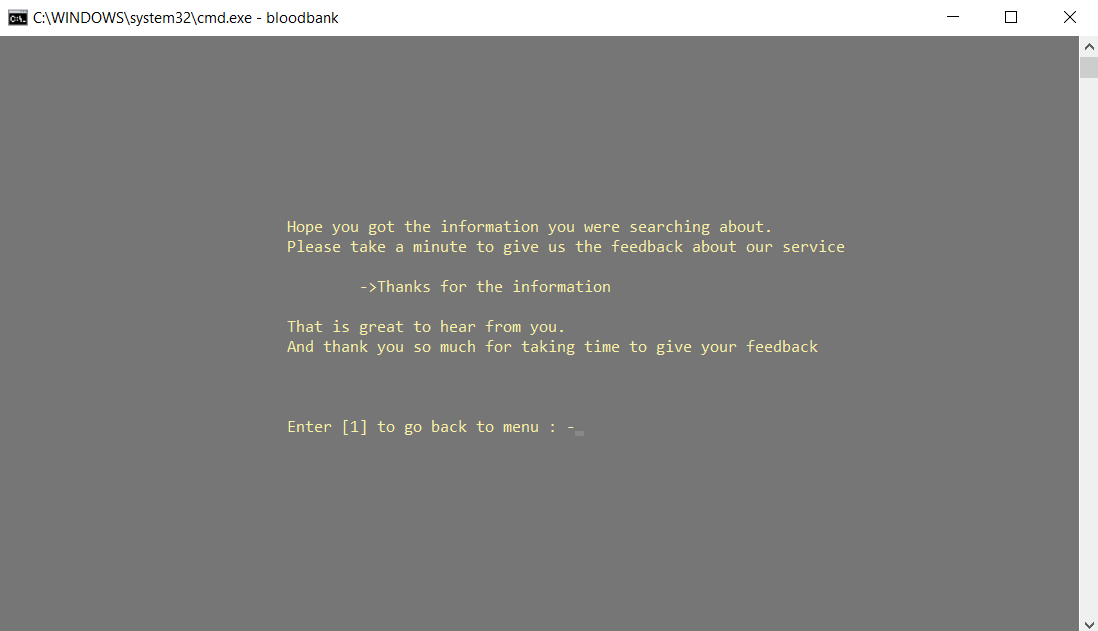 C:\WINDOWS\system32\cmd.exe - bloodbank
Hope you got the information you were searching about.
Please take a minute to give us the feedback about our service
->Thanks for the information
That is great to hear from you.
And thank you so much for taking time to give your feedback
Enter [1] to go back to menu : -